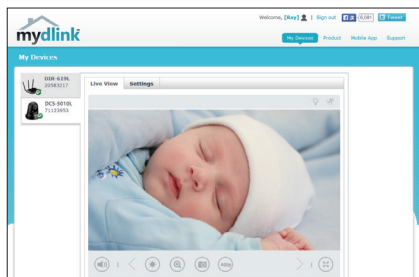 mydlink
Welcome, [Ray] | Sign out
Tweet
My Devices Product Mobile App Support
My Devices
DIR-619L
20583217
DCS-5010L
71123953
Live View Settings
480p